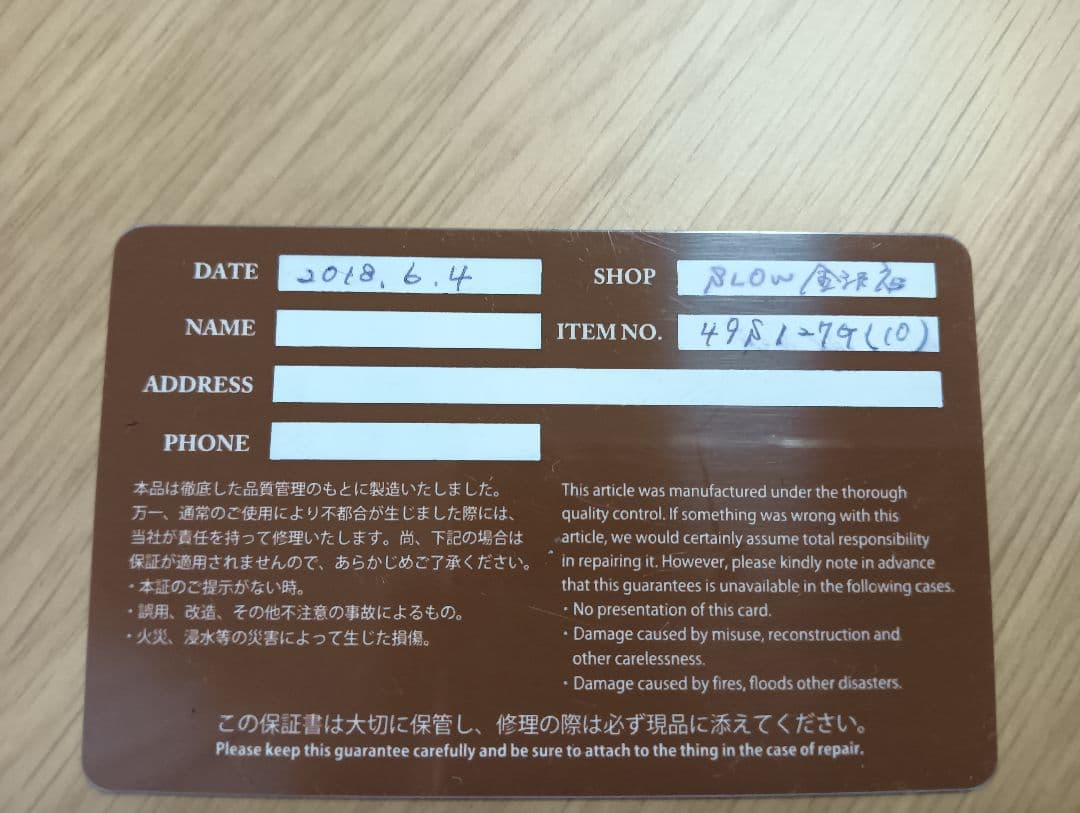 DATE 2018.6.4
SHOP SLOW
NAME
ITEM NO. 49S127G(10)
ADDRESS
PHONE
本品は徹底した品質管理のもとに製造いたしました。
万一、通常のご使用により不都合が生じました際には、
当社が責任を持って修理いたします。尚、下記の場合は
保証が適用されませんので、あらかじめご了承ください。
・本証のご提示がない時。
・誤用、改造、その他不注意の事故によるもの。
・火災、浸水等の災害によって生じた損傷。
This article was manufactured under the thorough
quality control. If something was wrong with this
article, we would certainly assume total responsibility
in repairing it. However, please kindly note in advance
that this guarantees is unavailable in the following cases.
・No presentation of this card.
・Damage caused by misuse, reconstruction and
other carelessness.
・Damage caused by fires, floods other disasters.
この保証書は大切に保管し、修理の際は必ず現品に添えてください。
Please keep this guarantee carefully and be sure to attach to the thing in the case of repair.